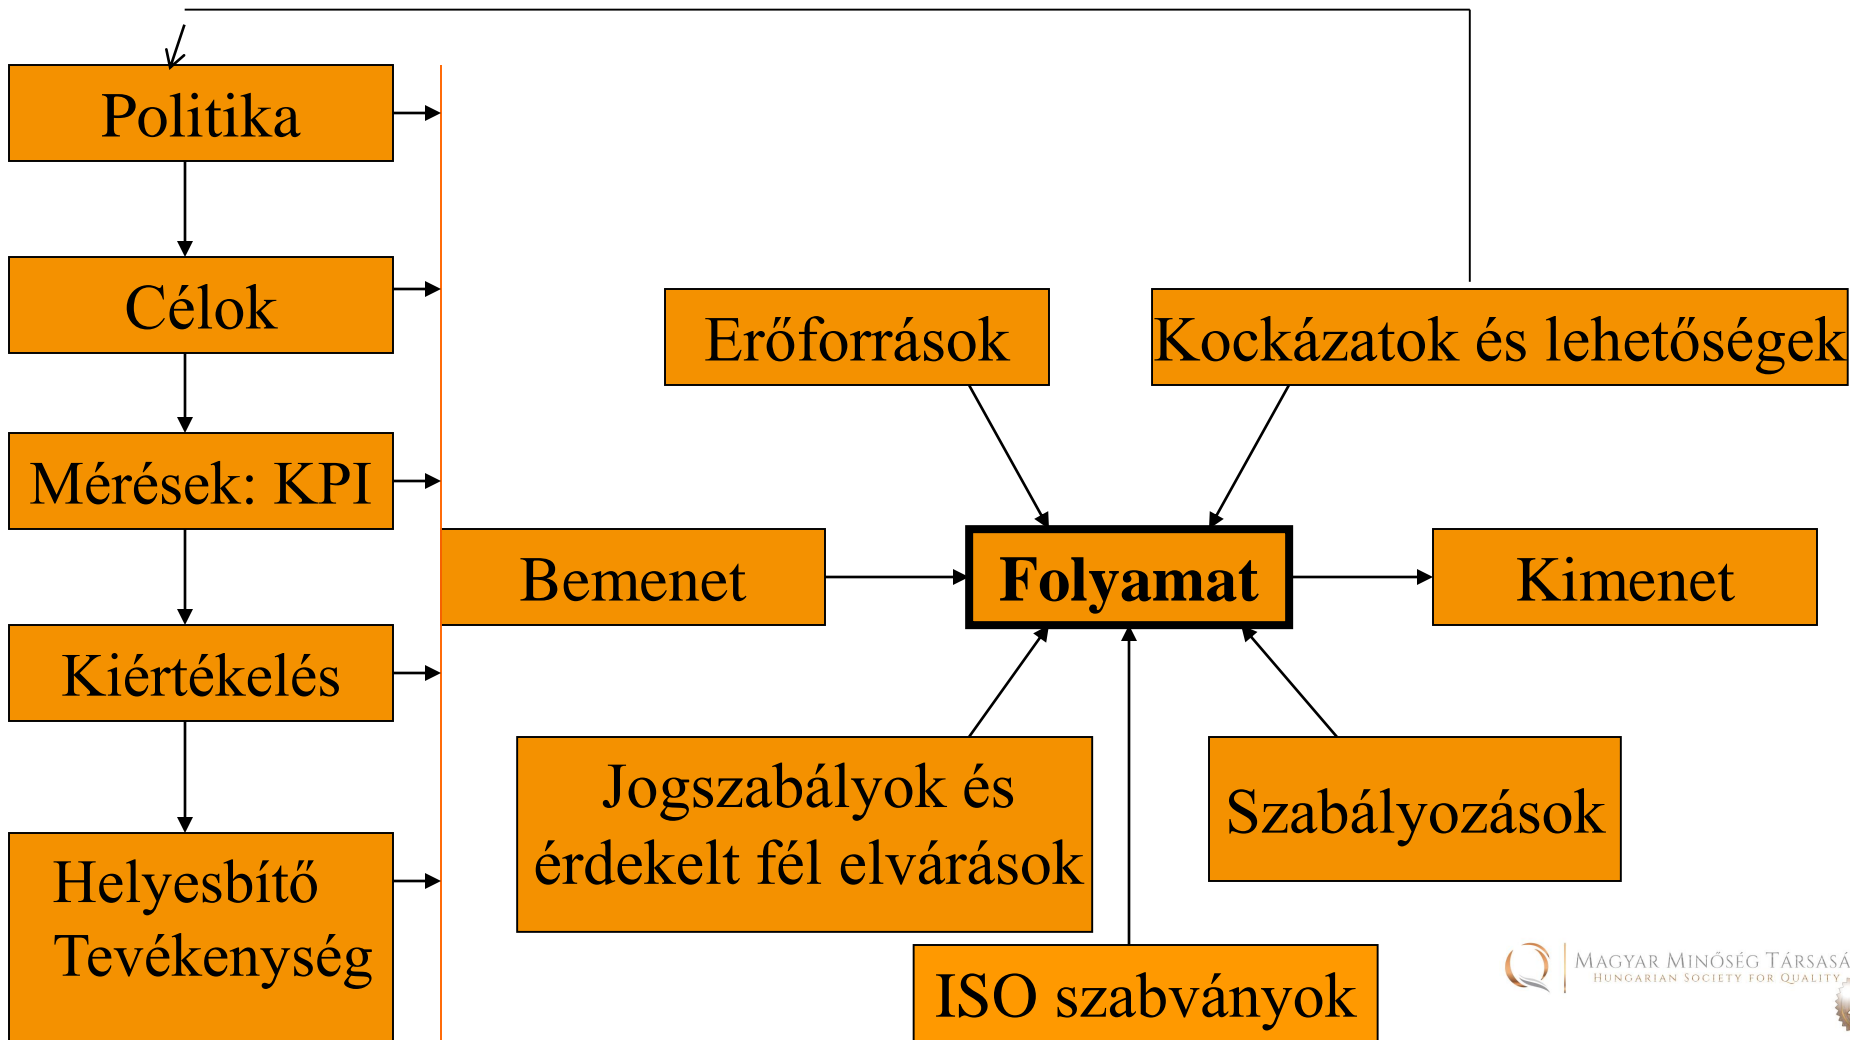 Politika
Célok
Mérések: KPI
Kiértékelés
Helyesbítő
Tevékenység
Erőforrások
Kockázatok és lehetőségek
Bemenet
Folyamat
Kimenet
Jogszabályok és
érdekelt fél elvárások
Szabályozások
ISO szabványok
MAGYAR MINŐSÉG TÁRSASÁ
HUNGARIAN SOCIETY FOR QUALITY